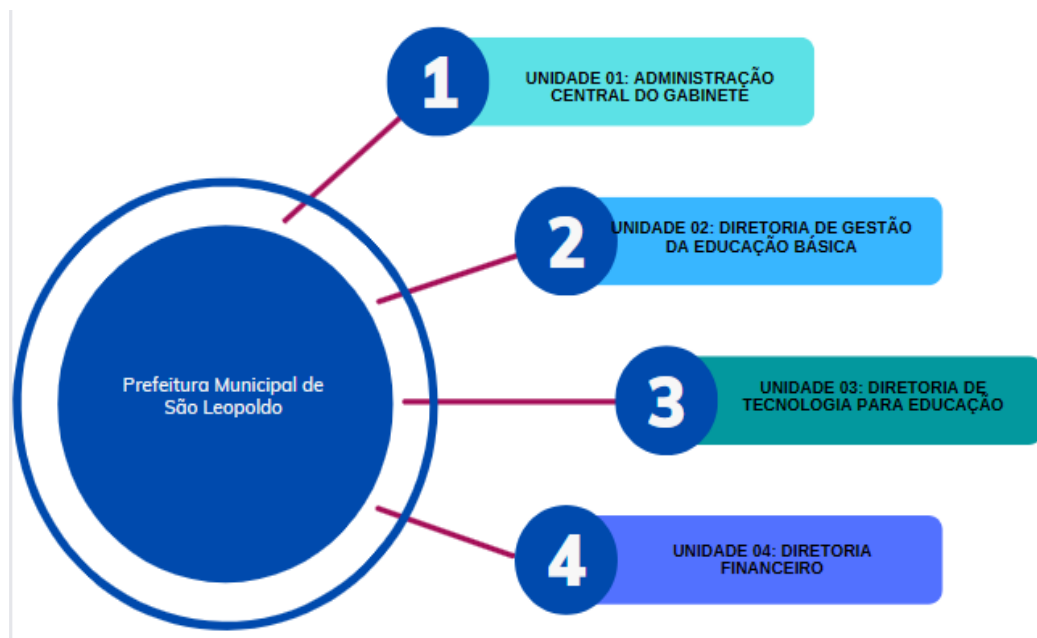 1
UNIDADE 01: ADMINISTRAÇÃO
CENTRAL DO GABINETE
2
UNIDADE 02: DIRETORIA DE GESTÃO
DA EDUCAÇÃO BÁSICA
Prefeitura Municipal de
São Leopoldo
3
UNIDADE 03: DIRETORIA DE
TECNOLOGIA PARA EDUCAÇÃO
4
UNIDADE 04: DIRETORIA
FINANCEIRO